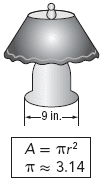 9 in.
A = πr²
π ≈ 3.14